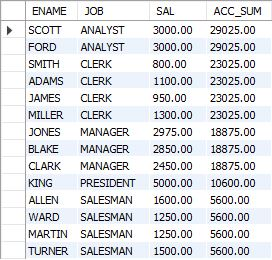 ENAME JOB SAL ACC_SUM
SCOTT ANALYST 3000.00 29025.00
FORD ANALYST 3000.00 29025.00
SMITH CLERK 800.00 23025.00
ADAMS CLERK 1100.00 23025.00
JAMES CLERK 950.00 23025.00
MILLER CLERK 1300.00 23025.00
JONES MANAGER 2975.00 18875.00
BLAKE MANAGER 2850.00 18875.00
CLARK MANAGER 2450.00 18875.00
KING PRESIDENT 5000.00 10600.00
ALLEN SALESMAN 1600.00 5600.00
WARD SALESMAN 1250.00 5600.00
MARTIN SALESMAN 1250.00 5600.00
TURNER SALESMAN 1500.00 5600.00